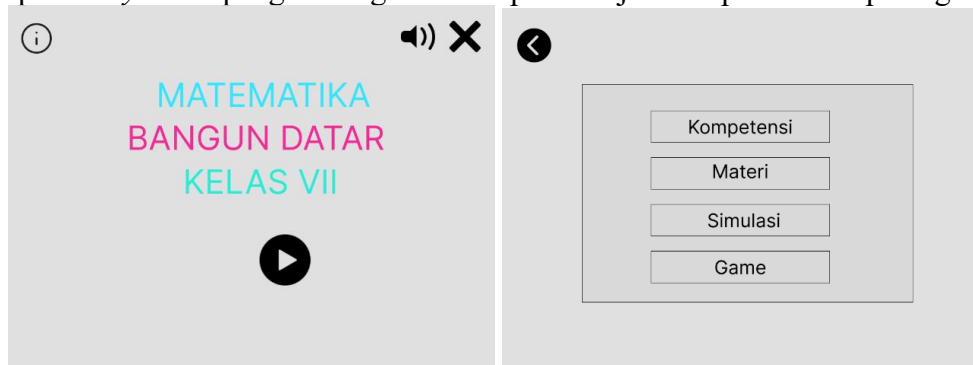 MATEMATIKA
BANGUN DATAR
KELAS VII
Kompetensi
Materi
Simulasi
Game